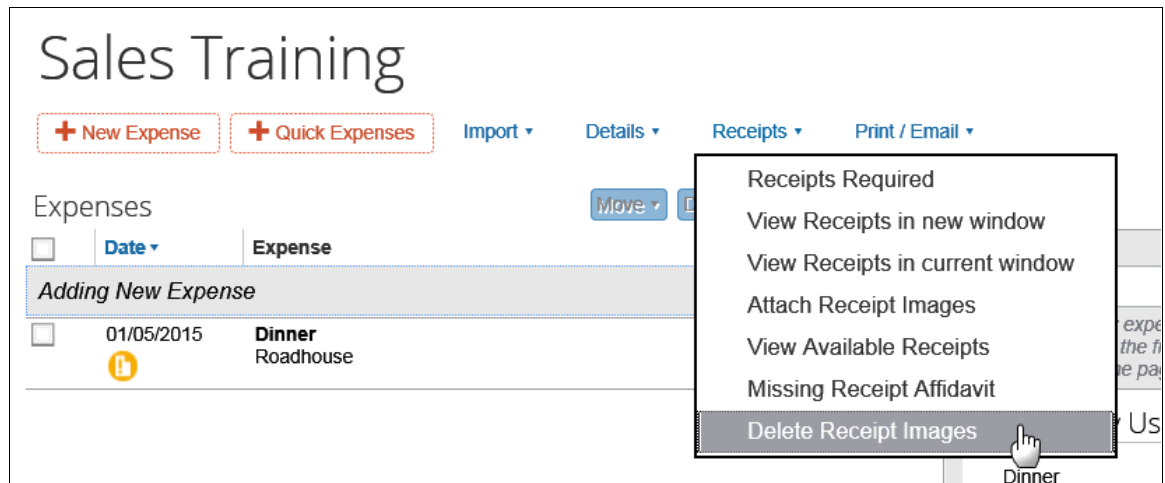 Sales Training
+ New Expense + Quick Expenses Import Details Receipts Print / Email
Receipts Required
View Receipts in new window
View Receipts in current window
Attach Receipt Images
View Available Receipts
Missing Receipt Affidavit
Delete Receipt Images
Expenses Move
Date Expense
Adding New Expense
01/05/2015 Dinner
Roadhouse
the
Us
Dinner